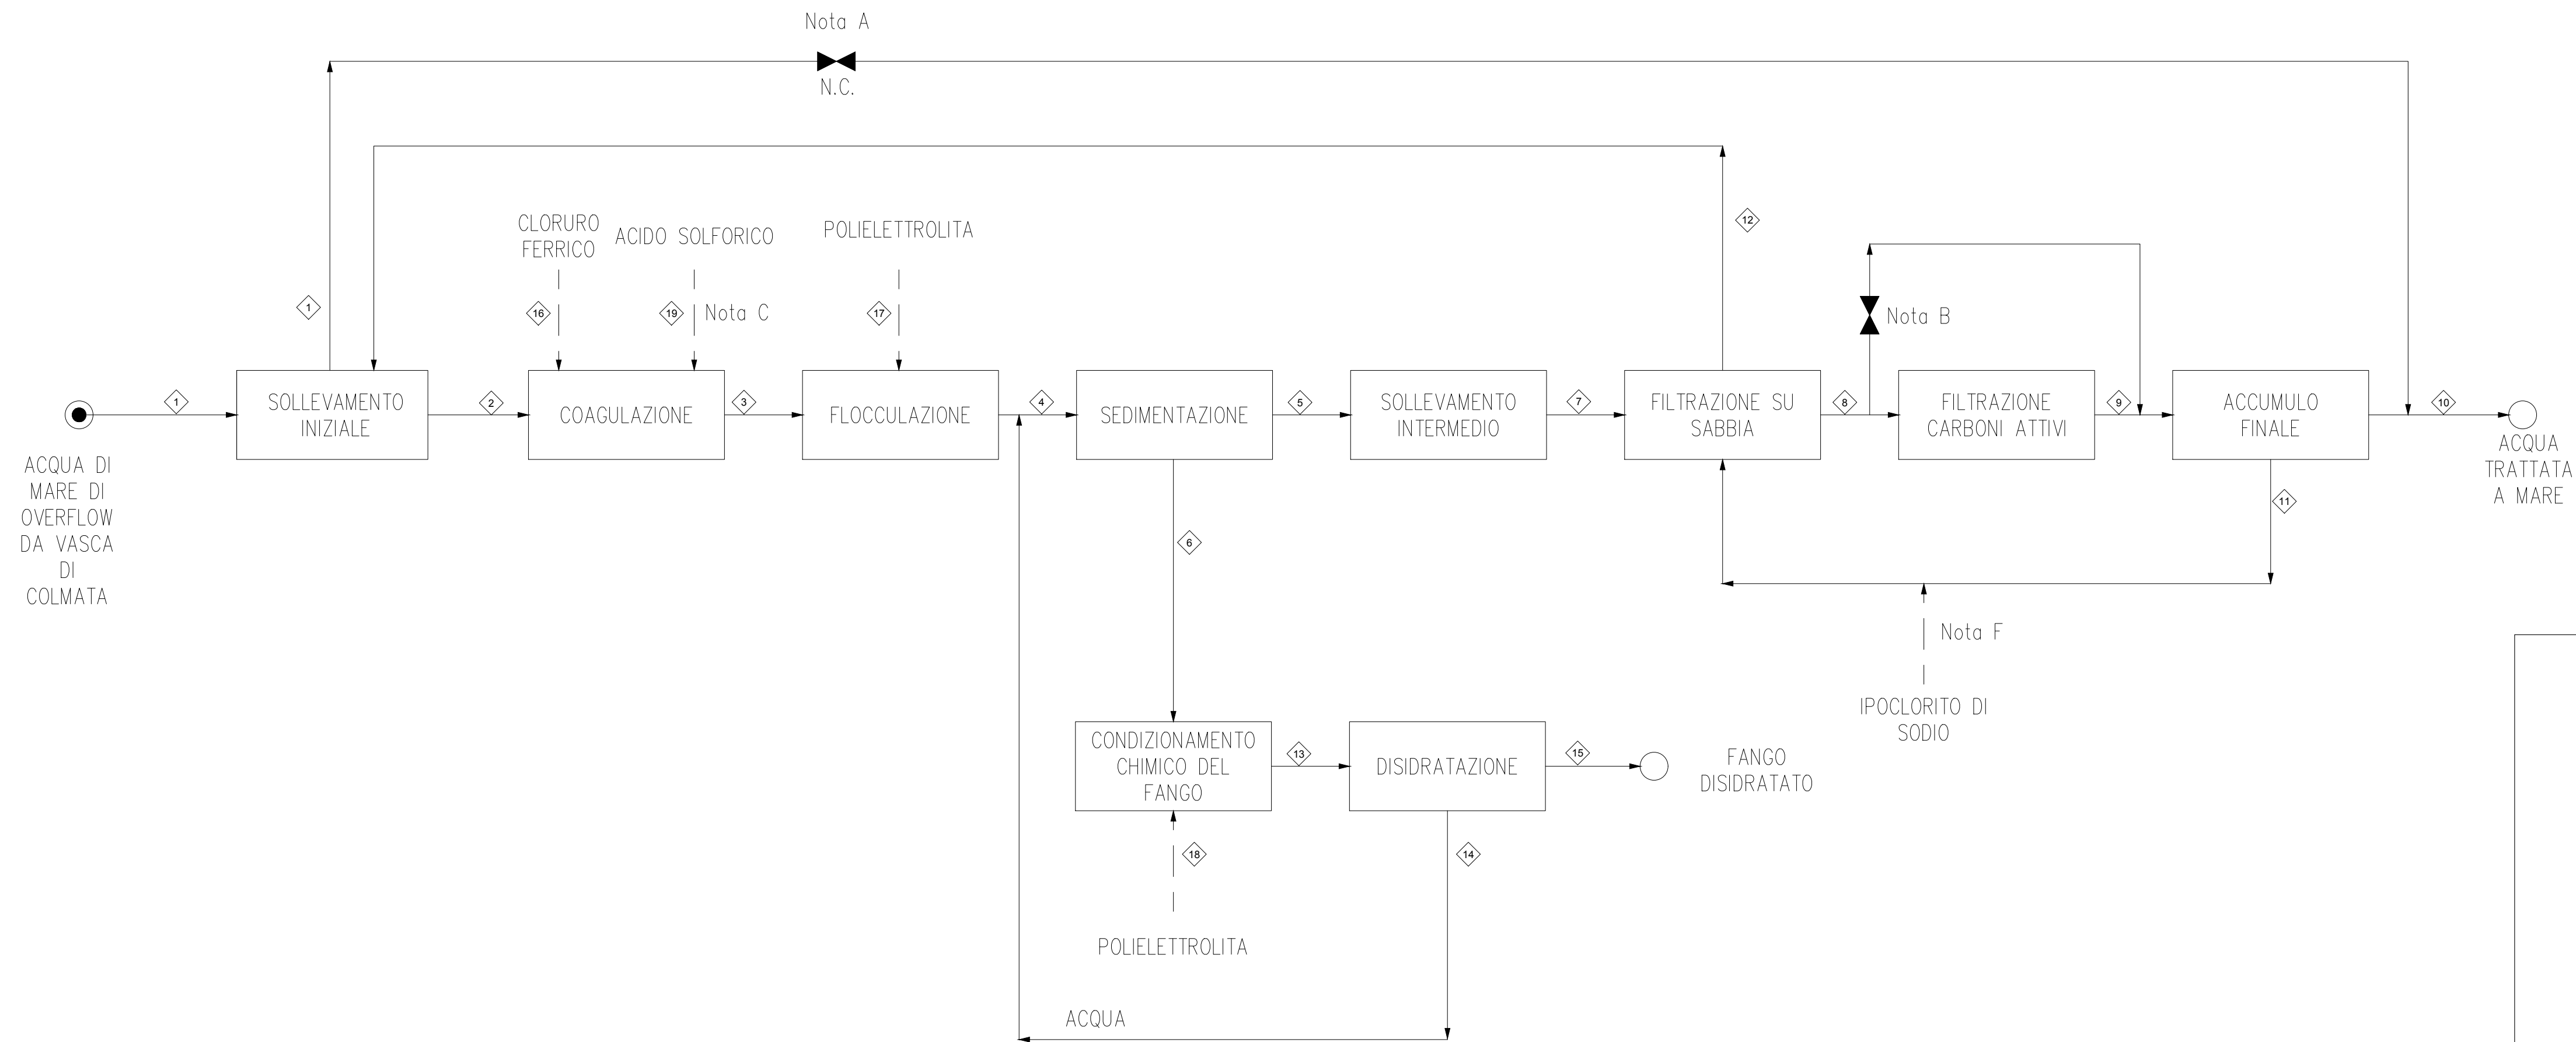 Nota A
N.C.
12
CLORURO
FERRICO
ACIDO SOLFORICO
POLIELETTROLITA
1
16
19
Nota C
17
Nota B
1
SOLLEVAMENTO
INIZIALE
2
COAGULAZIONE
3
FLOCCULAZIONE
4
SEDIMENTAZIONE
5
SOLLEVAMENTO
INTERMEDIO
7
FILTRAZIONE SU
SABBIA
8
FILTRAZIONE
CARBONI ATTIVI
9
ACCUMULO
FINALE
10
ACQUA
TRATTATA
A MARE
ACQUA DI
MARE DI
OVERFLOW
DA VASCA
DI
COLMATA
11
6
Nota F
IPOCLORITO DI
SODIO
CONDIZIONAMENTO
CHIMICO DEL
FANGO
13
DISIDRATAZIONE
15
FANGO
DISIDRATATO
18
14
POLIELETTROLITA
ACQUA